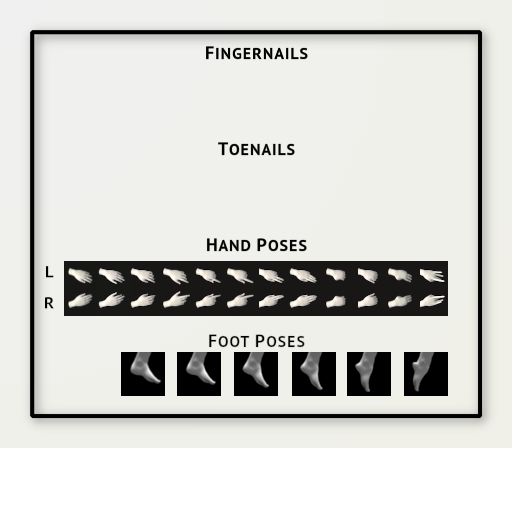 FINGERNAILS
TOENAILS
HAND POSES
L
R
FOOT POSES